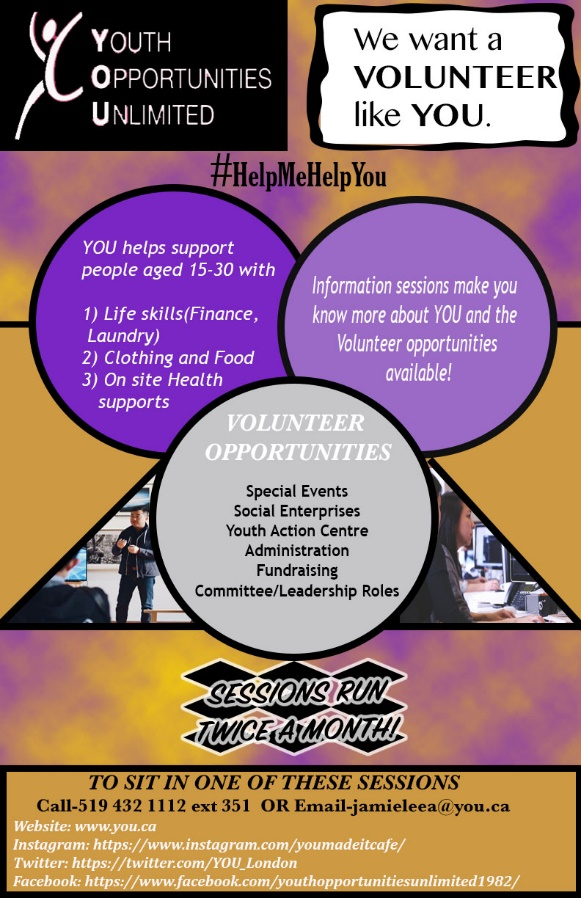 YOUTH
OPPORTUNITIES
UNLIMITED
We want a
VOLUNTEER
like YOU.
#HelpMeHelpYou
YOU helps support
people aged 15-30 with
1) Life skills(Finance,
Laundry)
2) Clothing and Food
3) On site Health
supports
Information sessions make you
know more about YOU and the
Volunteer opportunities
available!
VOLUNTEER
OPPORTUNITIES
Special Events
Social Enterprises
Youth Action Centre
Administration
Fundraising
Committee/Leadership Roles
SESSIONS RUN
TWICE A MONTH!
TO SIT IN ONE OF THESE SESSIONS
Call-519 432 1112 ext 351 OR Email-jamieleea@you.ca
Website: www.you.ca
Instagram: https://www.instagram.com/youmadeitcafe/
Twitter: https://twitter.com/YOU_London
Facebook: https://www.facebook.com/youthopportunitiesunlimited1982/